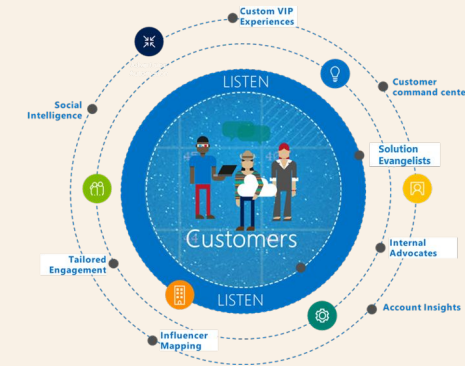 Custom VIP
Experiences
LISTEN
Customer
command cente
Social
Intelligence
Solution
Evangelists
Customers
Internal
Advocates
Tailored
Engagement
LISTEN
Account Insights
Influencer
Mapping